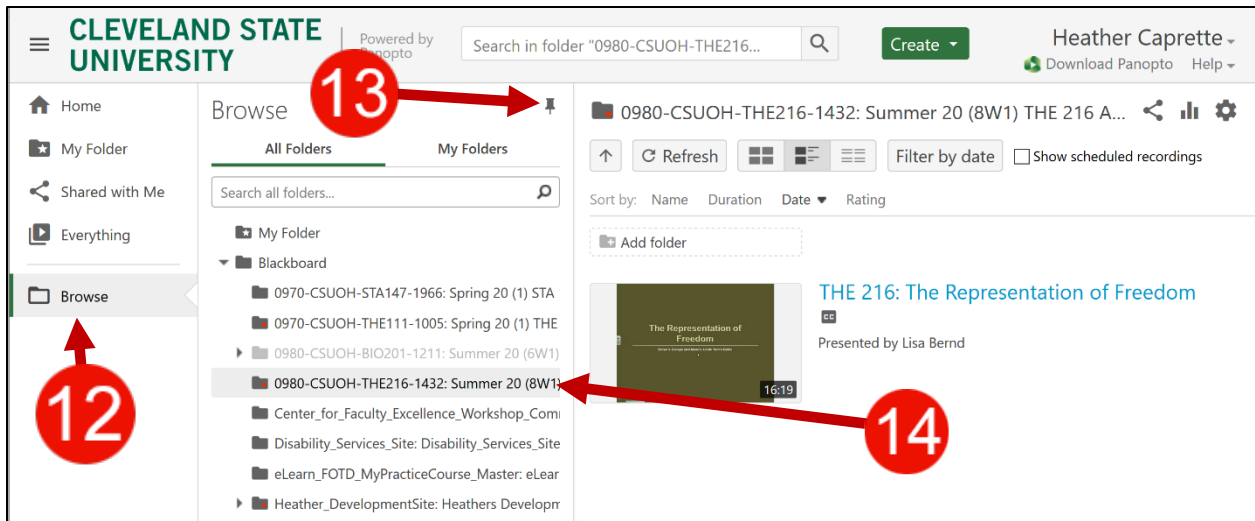 CLEVELAND STATE
UNIVERSITY
Powered by
Panopto
Search in folder "0980-CSUOH-THE216...
Create
Heather Caprette
Download Panopto Help
Home
My Folder
Shared with Me
Everything
Browse
12
Browse
13
All Folders My Folders
Search all folders...
My Folder
Blackboard
0970-CSUOH-STA147-1966: Spring 20 (1) STA
0970-CSUOH-THE111-1005: Spring 20 (1) THE
0980-CSUOH-BIO201-1211: Summer 20 (6W1)
0980-CSUOH-THE216-1432: Summer 20 (8W1)
Center_for_Faculty_Excellence_Workshop_Com
Disability_Services_Site: Disability_Services_Site
eLearn_FOTD_MyPracticeCourse_Master: eLear
Heather_DevelopmentSite: Heathers Developm
0980-CSUOH-THE216-1432: Summer 20 (8W1) THE 216 A...
Refresh Filter by date Show scheduled recordings
Sort by: Name Duration Date Rating
Add folder
The Representation of
Freedom
16:19
THE 216: The Representation of Freedom
cc
Presented by Lisa Bernd
14